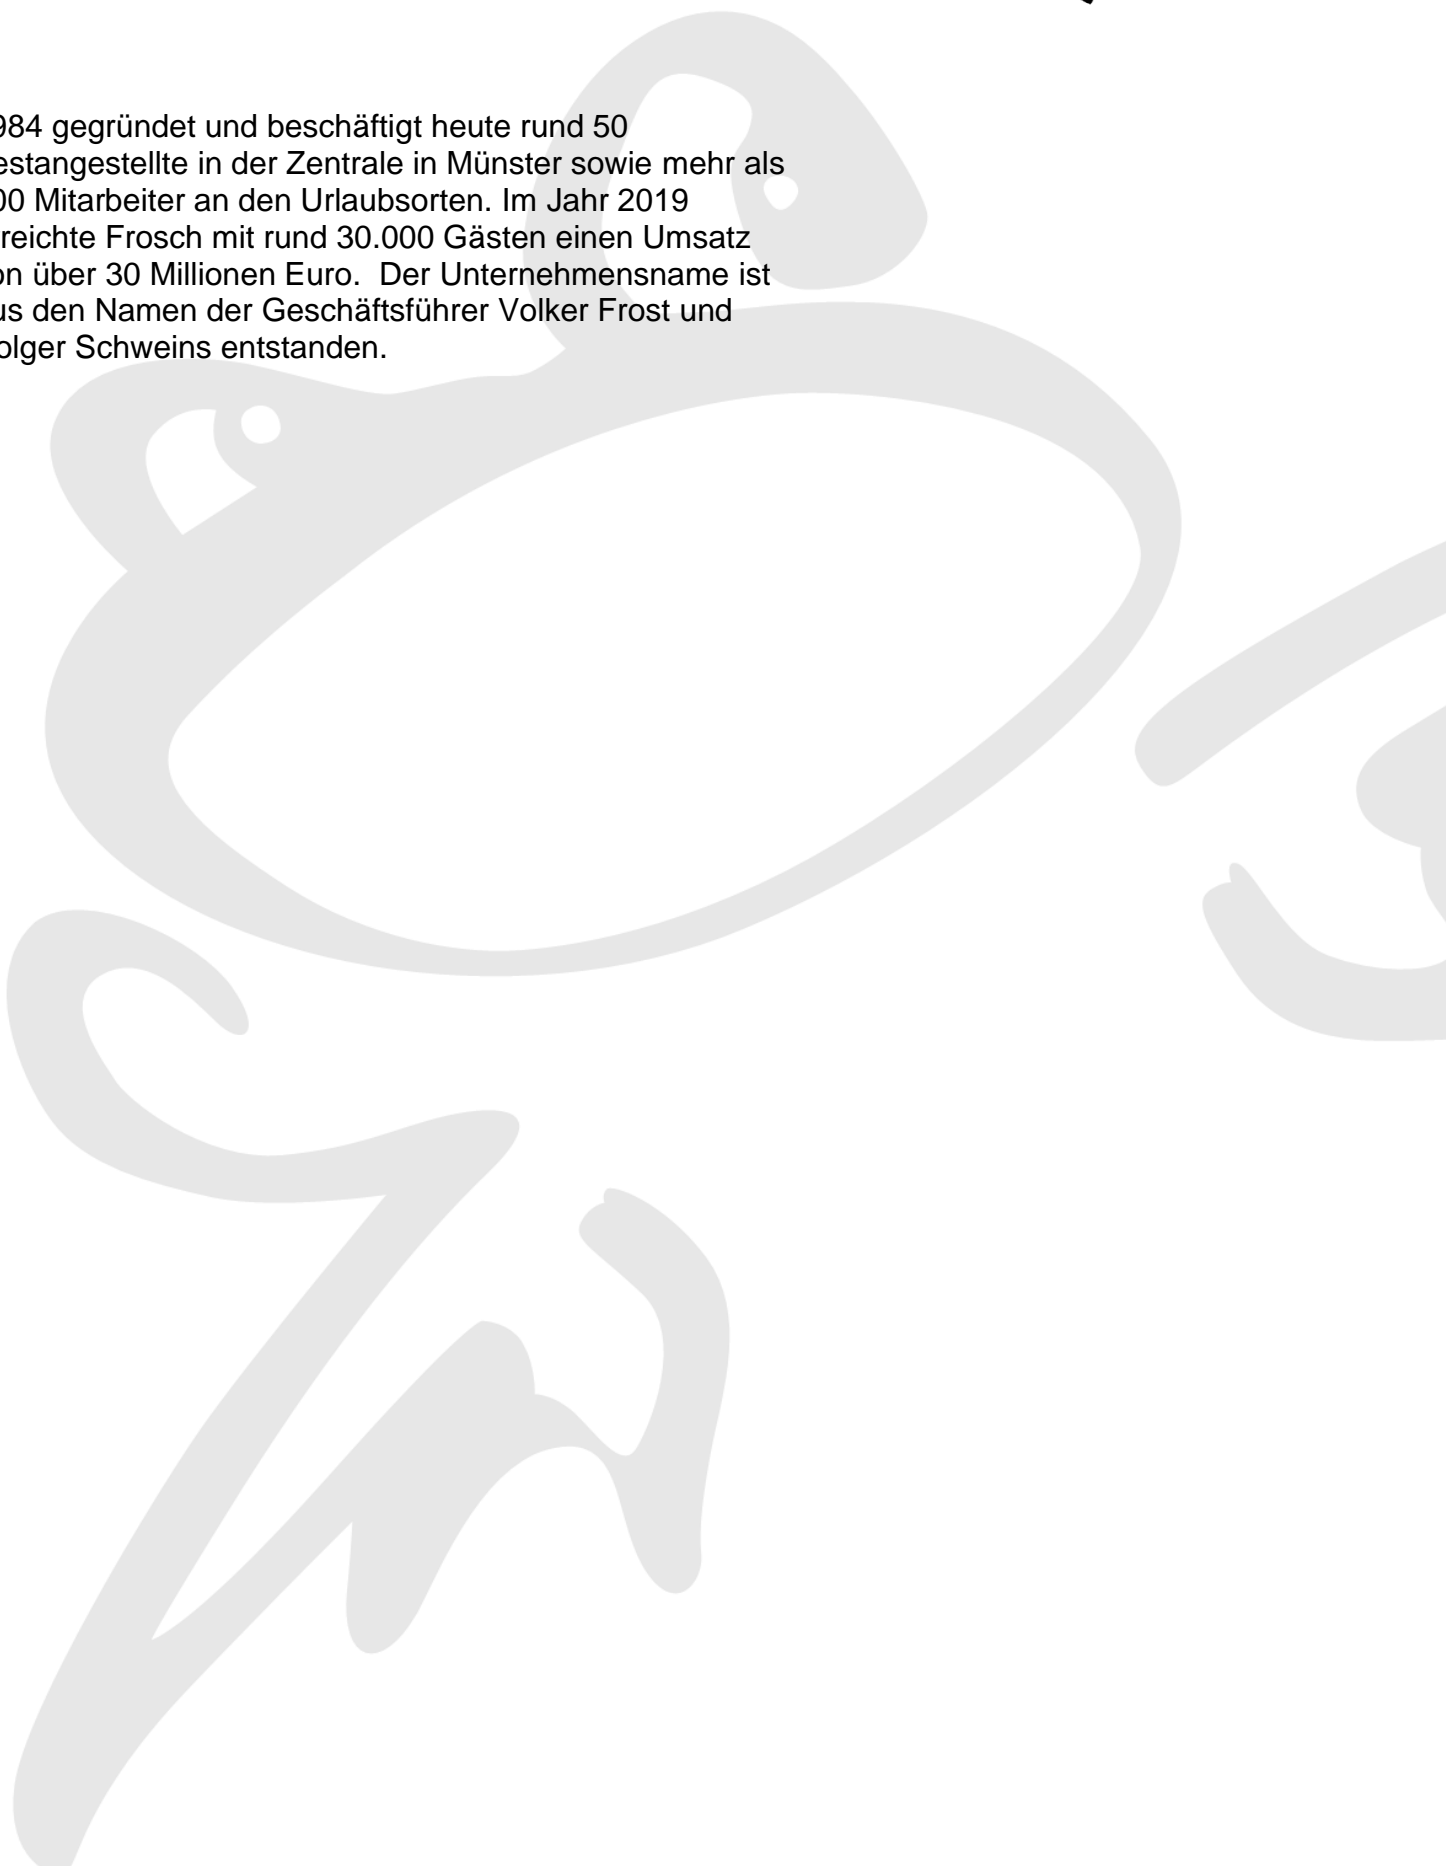 984 gegründet und beschäftigt heute rund 50
estangestellte in der Zentrale in Münster sowie mehr als
00 Mitarbeiter an den Urlaubsorten. Im Jahr 2019
reichte Frosch mit rund 30.000 Gästen einen Umsatz
on über 30 Millionen Euro.  Der Unternehmensname ist
us den Namen der Geschäftsführer Volker Frost und
olger Schweins entstanden.